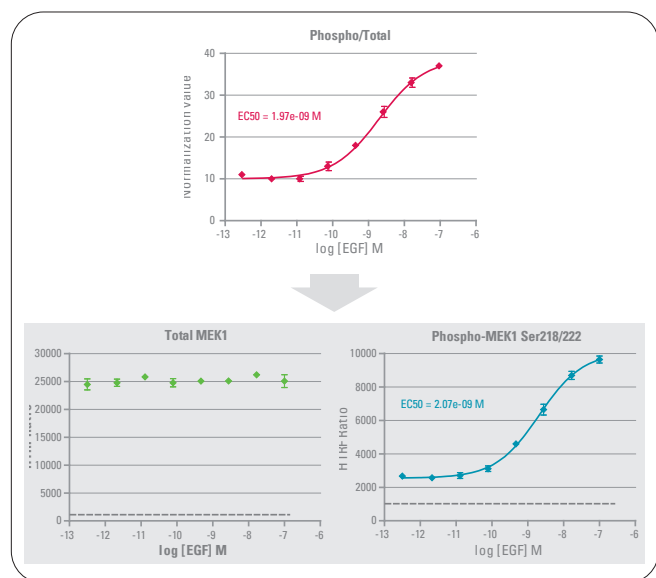 Phospho/Total
Normalization value
40
30
20
10
0
EC50 = 1.97e-09 M
-13 -12 -11 -10 -9 -8 -7 -6
log [EGF] M
Total MEK1
30000
25000
20000
15000
10000
5000
0
-13 -12 -11 -10 -9 -8 -7 -6
log [EGF] M
Phospho-MEK1 Ser218/222
HTRF Ratio
10000
8000
6000
4000
2000
0
EC50 = 2.07e-09 M
-13 -12 -11 -10 -9 -8 -7 -6
log [EGF] M